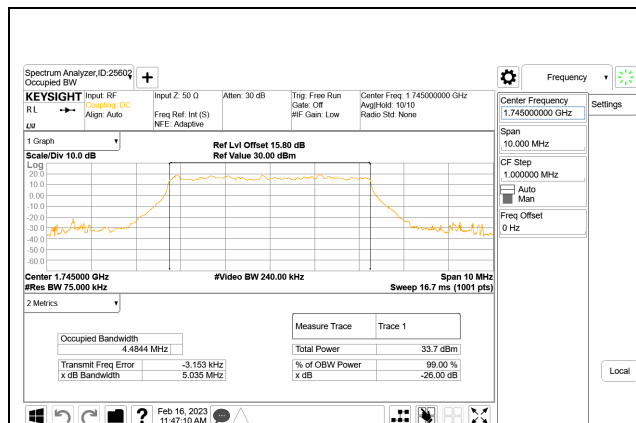 Spectrum Analyzer,ID:25602
Occupied BW
Frequency
KEYSIGHT
R L
Input: RF
Coupling: DC
Align: Auto
Input Z: 50 Ω
Freq Ref: Int (S)
NFE: Adaptive
Atten: 30 dB
Trig: Free Run
Gate: Off
#IF Gain: Low
Center Freq: 1.745000000 GHz
Avg|Hold: 10/10
Radio Std: None
Center Frequency
1.745000000 GHz
Settings
Span
10.000 MHz
CF Step
1.000000 MHz
Auto
Man
Freq Offset
0 Hz
Local
1 Graph
Scale/Div 10.0 dB
Ref Lvl Offset 15.80 dB
Ref Value 30.00 dBm
Log
20.0
10.0
0.00
-10.0
-20.0
-30.0
-40.0
-50.0
-60.0
Center 1.745000 GHz
#Video BW 240.00 kHz
Span 10 MHz
#Res BW 75.000 kHz
Sweep 16.7 ms (1001 pts)
2 Metrics
Measure Trace Trace 1
Occupied Bandwidth
4.4844 MHz
Total Power 33.7 dBm
Transmit Freq Error -3.153 kHz
% of OBW Power 99.00 %
x dB Bandwidth 5.035 MHz
x dB -26.00 dB
Feb 16, 2023
11:47:10 AM